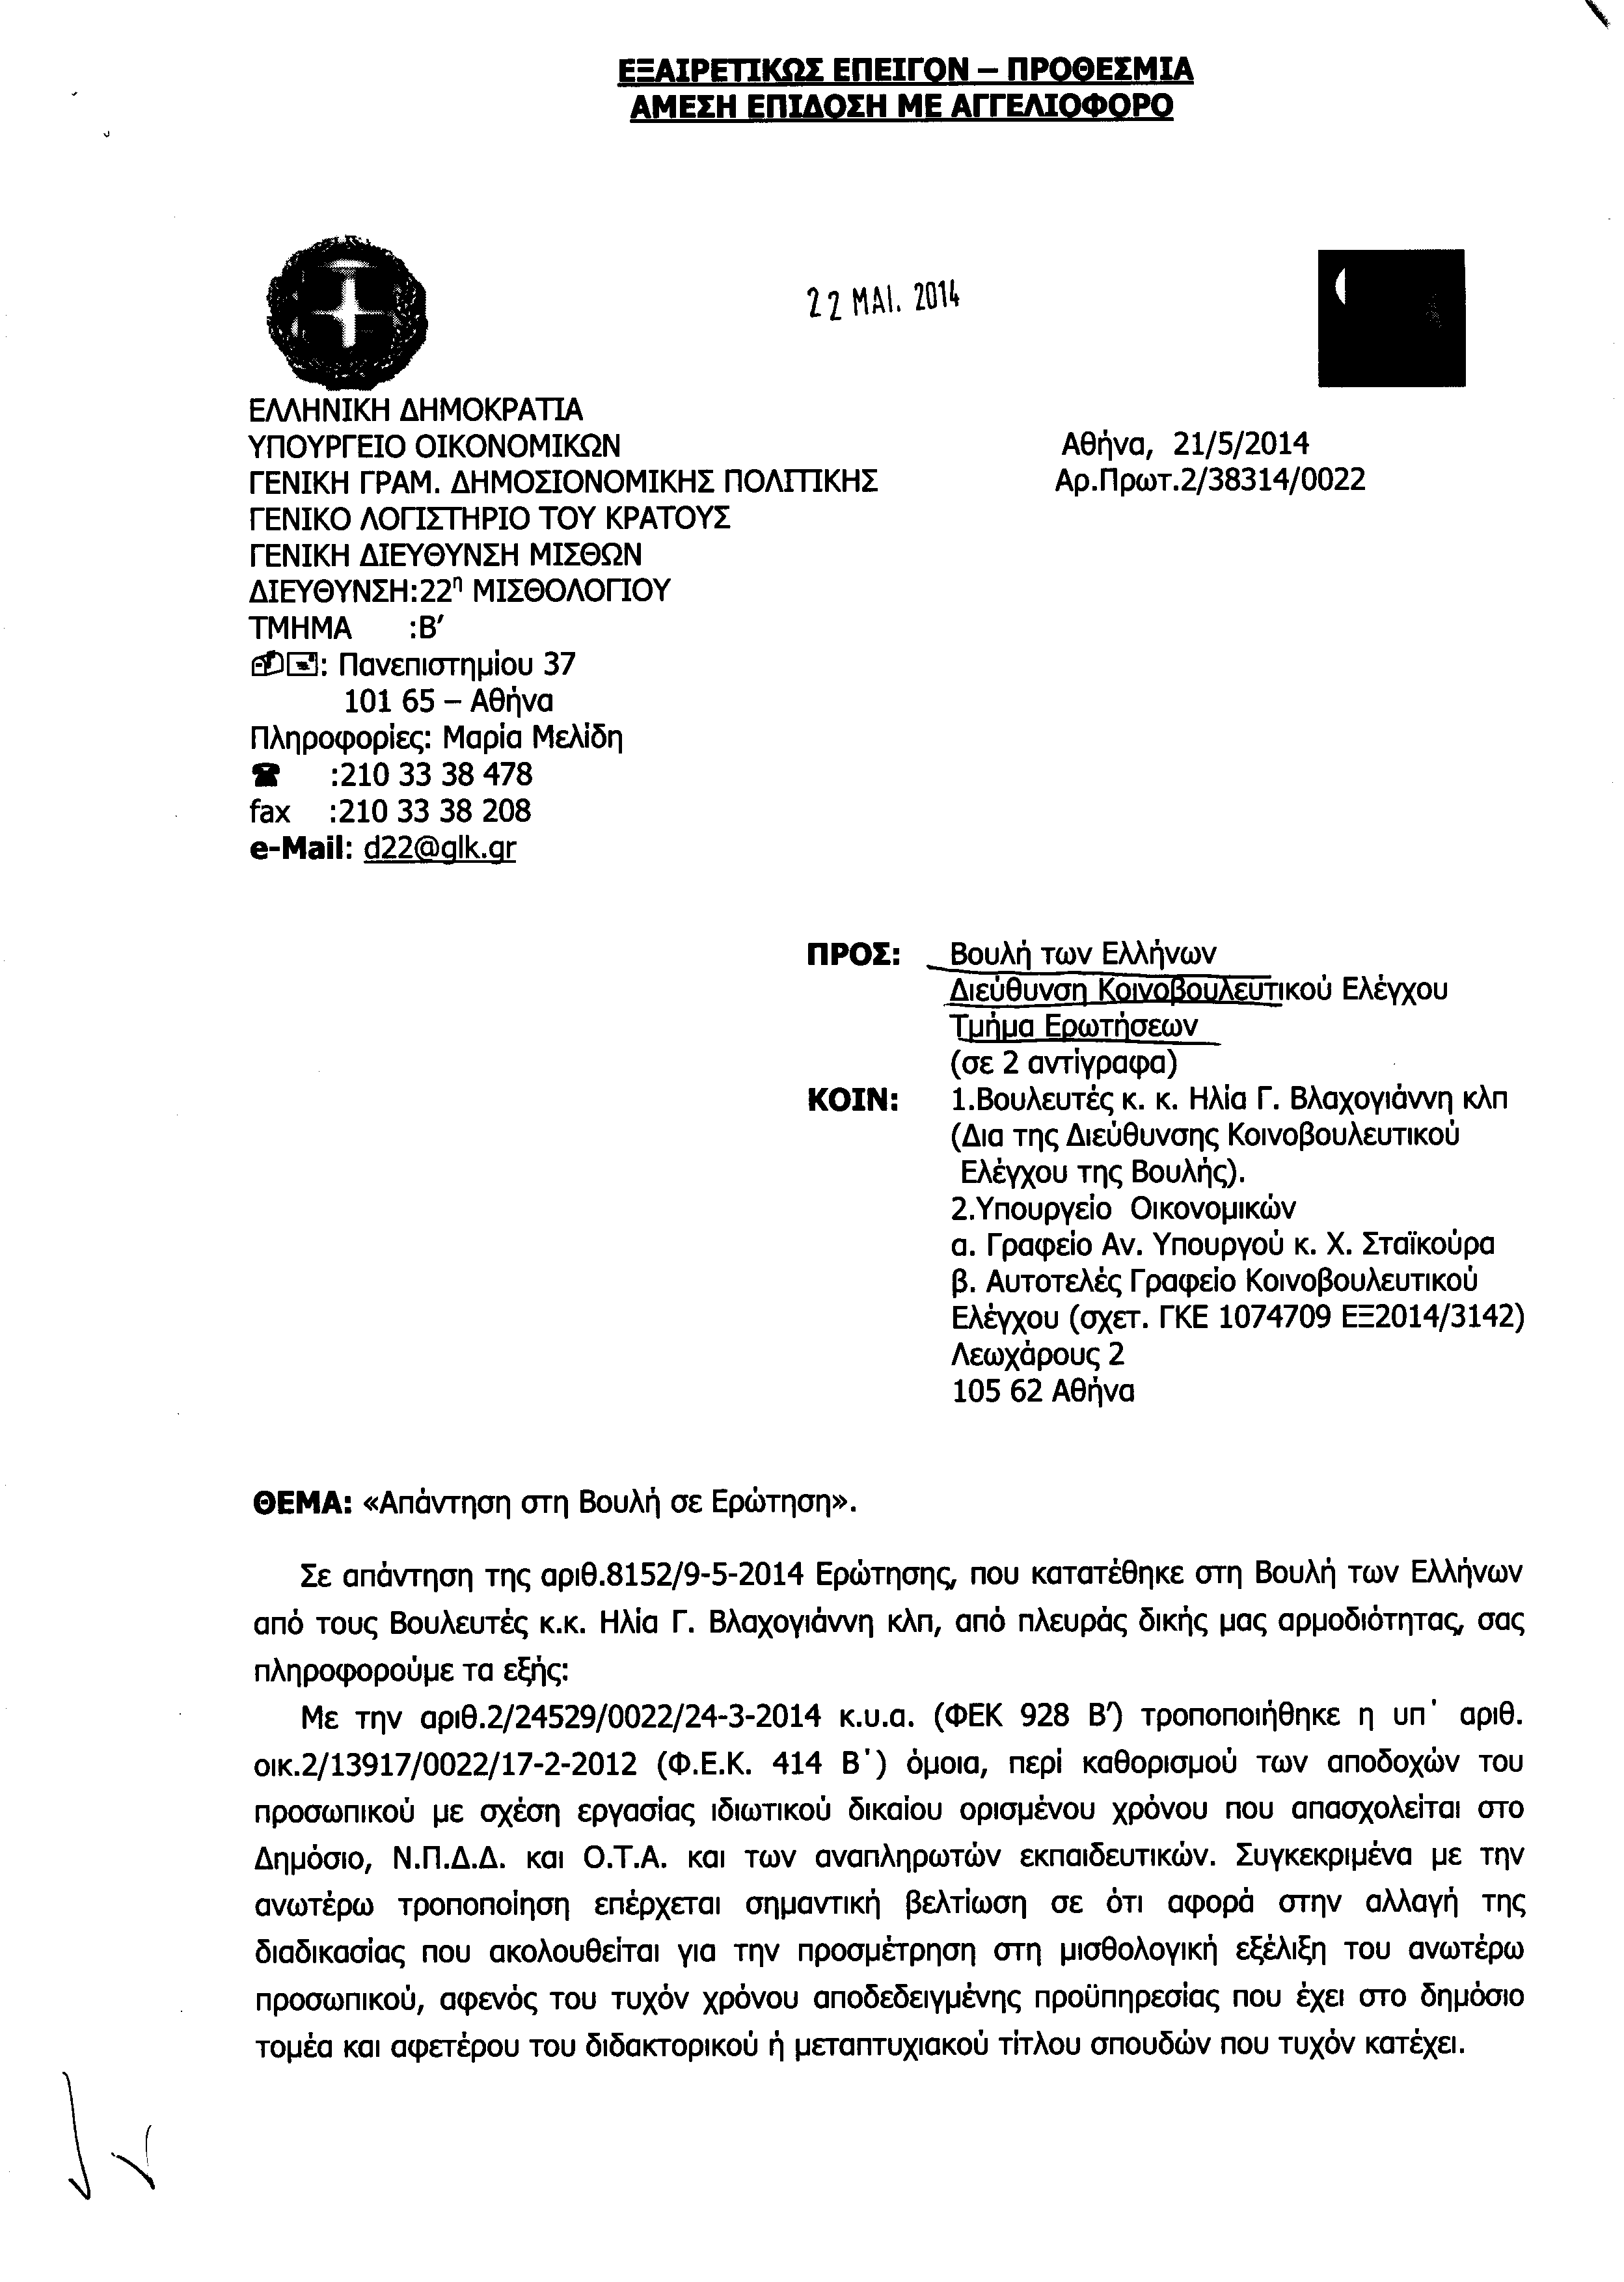 ΕΞΑΙΡΕΤΙΚΩΣ ΕΠΕΙΓΟΝ – ΠΡΟΘΕΣΜΙΑ
ΑΜΕΣΗ ΕΠΙΔΟΣΗ ΜΕ ΑΓΓΕΛΙΟΦΟΡΟ
22 ΜΑΙ. 2014
ΕΛΛΗΝΙΚΗ ΔΗΜΟΚΡΑΤΙΑ
ΥΠΟΥΡΓΕΙΟ ΟΙΚΟΝΟΜΙΚΩΝ
Αθήνα, 21/5/2014
ΓΕΝΙΚΗ ΓΡΑΜ. ΔΗΜΟΣΙΟΝΟΜΙΚΗΣ ΠΟΛΙΤΙΚΗΣ
Αρ.Πρωτ.2/38314/0022
ΓΕΝΙΚΟ ΛΟΓΙΣΤΗΡΙΟ ΤΟΥ ΚΡΑΤΟΥΣ
ΓΕΝΙΚΗ ΔΙΕΥΘΥΝΣΗ ΜΙΣΘΩΝ
ΔΙΕΥΘΥΝΣΗ:22η ΜΙΣΘΟΛΟΓΙΟΥ
ΤΜΗΜΑ :Β'
: Πανεπιστημίου 37
101 65 – Αθήνα
Πληροφορίες: Μαρία Μελίδη
☎ :210 33 38 478
fax :210 33 38 208
e-Mail: d22@glk.gr
ΠΡΟΣ: Βουλή των Ελλήνων
Διεύθυνση Κοινοβουλευτικού Ελέγχου
Τμήμα Ερωτήσεων
(σε 2 αντίγραφα)
ΚΟΙΝ: 1.Βουλευτές κ. κ. Ηλία Γ. Βλαχογιάννη κλπ
(Δια της Διεύθυνσης Κοινοβουλευτικού
Ελέγχου της Βουλής).
2.Υπουργείο Οικονομικών
α. Γραφείο Αν. Υπουργού κ. Χ. Σταϊκούρα
β. Αυτοτελές Γραφείο Κοινοβουλευτικού
Ελέγχου (σχετ. ΓΚΕ 1074709 ΕΞ2014/3142)
Λεωχάρους 2
105 62 Αθήνα
ΘΕΜΑ: «Απάντηση στη Βουλή σε Ερώτηση».
Σε απάντηση της αριθ.8152/9-5-2014 Ερώτησης, που κατατέθηκε στη Βουλή των Ελλήνων
από τους Βουλευτές κ.κ. Ηλία Γ. Βλαχογιάννη κλπ, από πλευράς δικής μας αρμοδιότητας, σας
πληροφορούμε τα εξής:
Με την αριθ.2/24529/0022/24-3-2014 κ.υ.α. (ΦΕΚ 928 Β') τροποποιήθηκε η υπ' αριθ.
οικ.2/13917/0022/17-2-2012 (Φ.Ε.Κ. 414 Β') όμοια, περί καθορισμού των αποδοχών του
προσωπικού με σχέση εργασίας ιδιωτικού δικαίου ορισμένου χρόνου που απασχολείται στο
Δημόσιο, Ν.Π.Δ.Δ. και Ο.Τ.Α. και των αναπληρωτών εκπαιδευτικών. Συγκεκριμένα με την
ανωτέρω τροποποίηση επέρχεται σημαντική βελτίωση σε ότι αφορά στην αλλαγή της
διαδικασίας που ακολουθείται για την προσμέτρηση στη μισθολογική εξέλιξη του ανωτέρω
προσωπικού, αφενός του τυχόν χρόνου αποδεδειγμένης προϋπηρεσίας που έχει στο δημόσιο
τομέα και αφετέρου του διδακτορικού ή μεταπτυχιακού τίτλου σπουδών που τυχόν κατέχει.